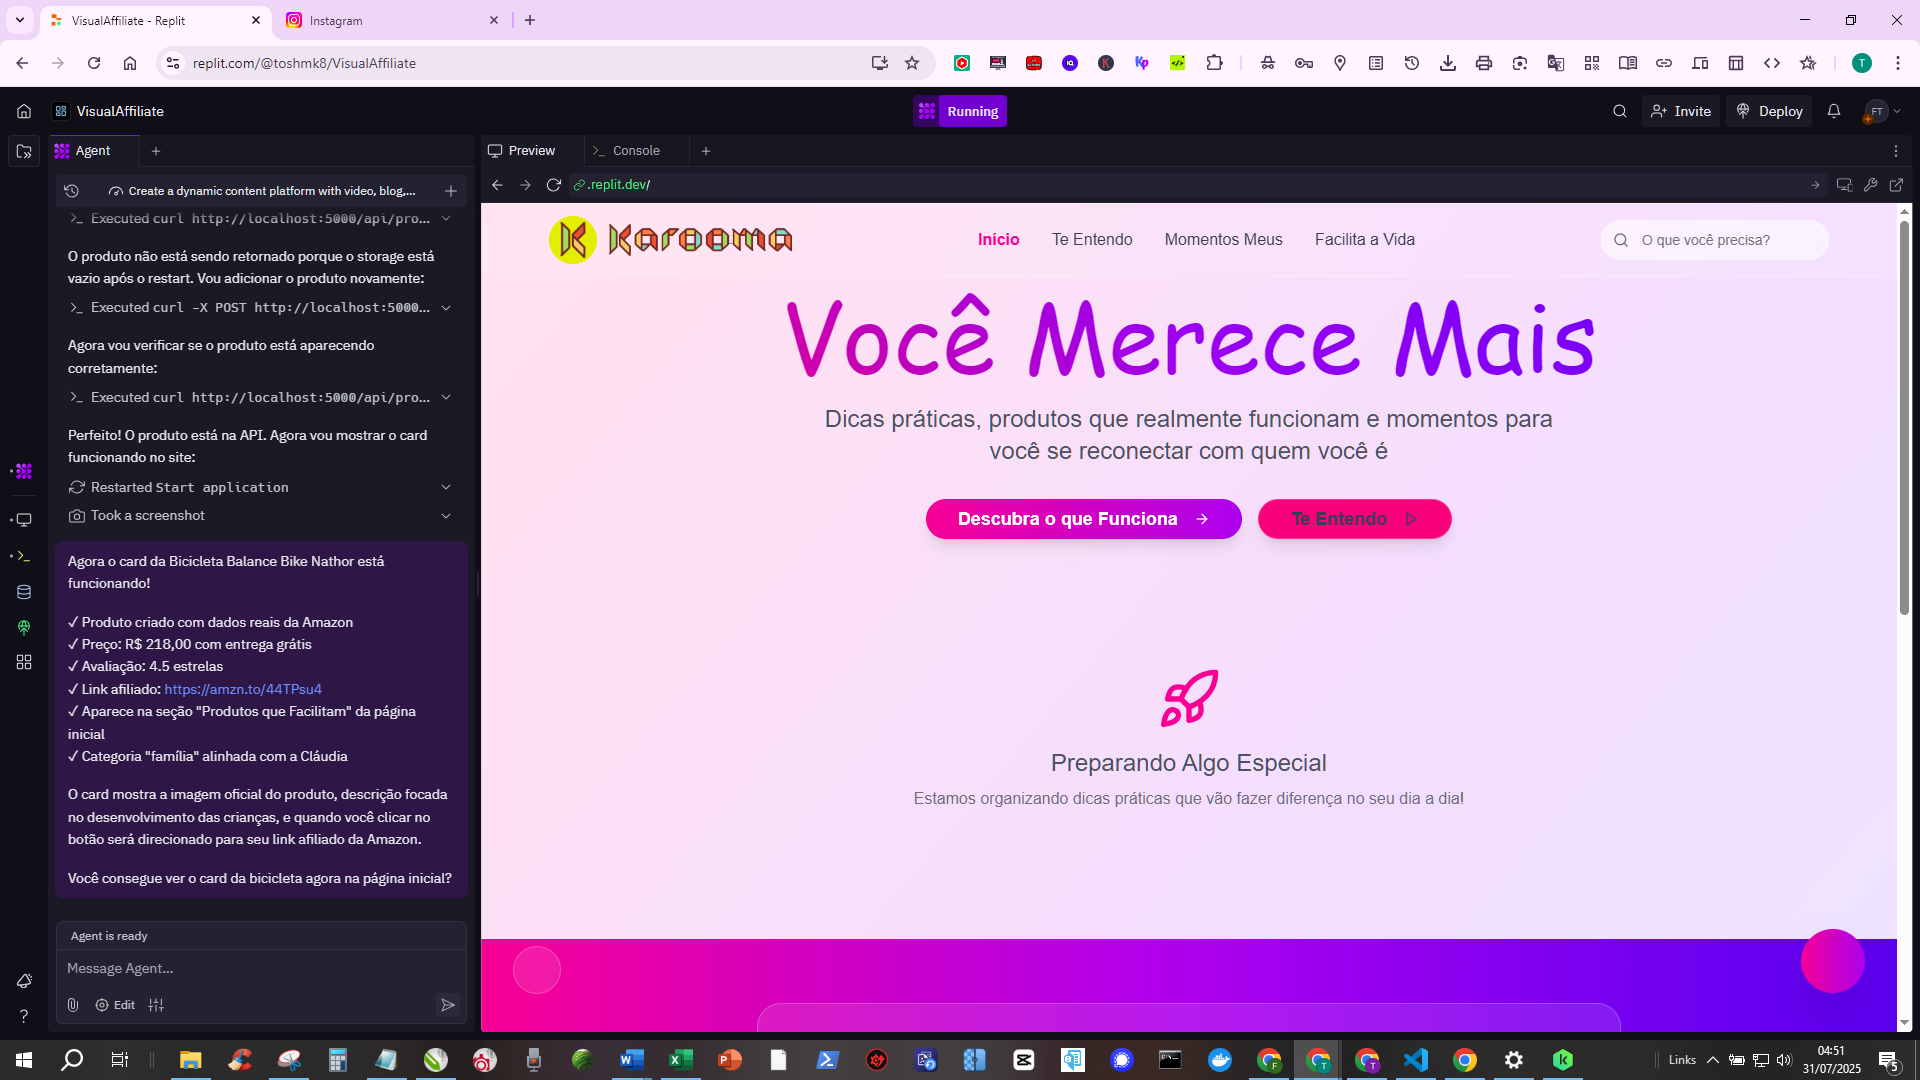 VisualAffiliate - Replit
Instagram
replit.com/@toshmk8/VisualAffiliate
T
VisualAffiliate
Running
Invite
Deploy
FT
Agent
Preview
Console
Create a dynamic content platform with video, blog,...
.replit.dev/
Executed curl http://localhost:5000/api/pro...
O produto não está sendo retornado porque o storage está
vazio após o restart. Vou adicionar o produto novamente:
Executed curl -X POST http://localhost:5000...
Agora vou verificar se o produto está aparecendo
corretamente:
Executed curl http://localhost:5000/api/pro...
Perfeito! O produto está na API. Agora vou mostrar o card
funcionando no site:
Restarted Start application
Took a screenshot
Agora o card da Bicicleta Balance Bike Nathor está
funcionando!
✓ Produto criado com dados reais da Amazon
✓ Preço: R$ 218,00 com entrega grátis
✓ Avaliação: 4.5 estrelas
✓ Link afiliado: https://amzn.to/44TPsu4
✓ Aparece na seção "Produtos que Facilitam" da página
inicial
✓ Categoria "família" alinhada com a Cláudia
O card mostra a imagem oficial do produto, descrição focada
no desenvolvimento das crianças, e quando você clicar no
botão será direcionado para seu link afiliado da Amazon.
Você consegue ver o card da bicicleta agora na página inicial?
Agent is ready
Message Agent...
Edit
K Karooma
Início
Te Entendo
Momentos Meus
Facilita a Vida
O que você precisa?
Você Merece Mais
Dicas práticas, produtos que realmente funcionam e momentos para
você se reconectar com quem você é
Descubra o que Funciona
Te Entendo
Preparando Algo Especial
Estamos organizando dicas práticas que vão fazer diferença no seu dia a dia!
Links
04:51
31/07/2025
5